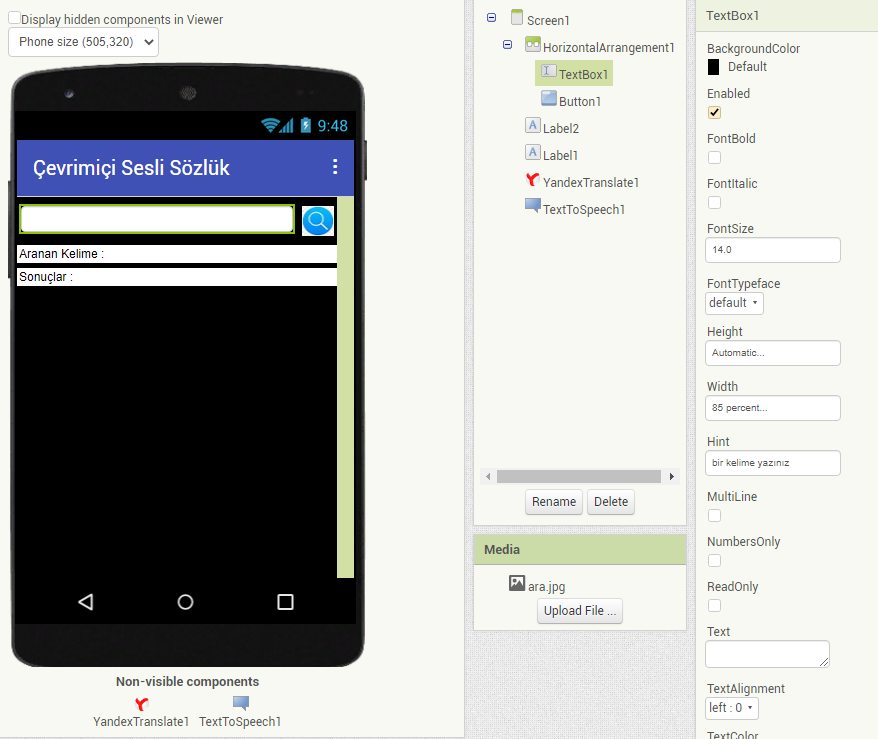 Display hidden components in Viewer
Phone size (505,320)
9:48
Çevrimiçi Sesli Sözlük
Aranan Kelime :
Sonuçlar :
Non-visible components
YandexTranslate1
TextToSpeech1
Screen1
HorizontalArrangement1
TextBox1
Button1
Label2
Label1
YandexTranslate1
TextToSpeech1
Rename
Delete
Media
ara.jpg
Upload File ...
TextBox1
BackgroundColor
Default
Enabled
FontBold
FontItalic
FontSize
14.0
FontTypeface
default
Height
Automatic...
Width
85 percent...
Hint
bir kelime yazınız
MultiLine
NumbersOnly
ReadOnly
Text
TextAlignment
left : 0
TextColor